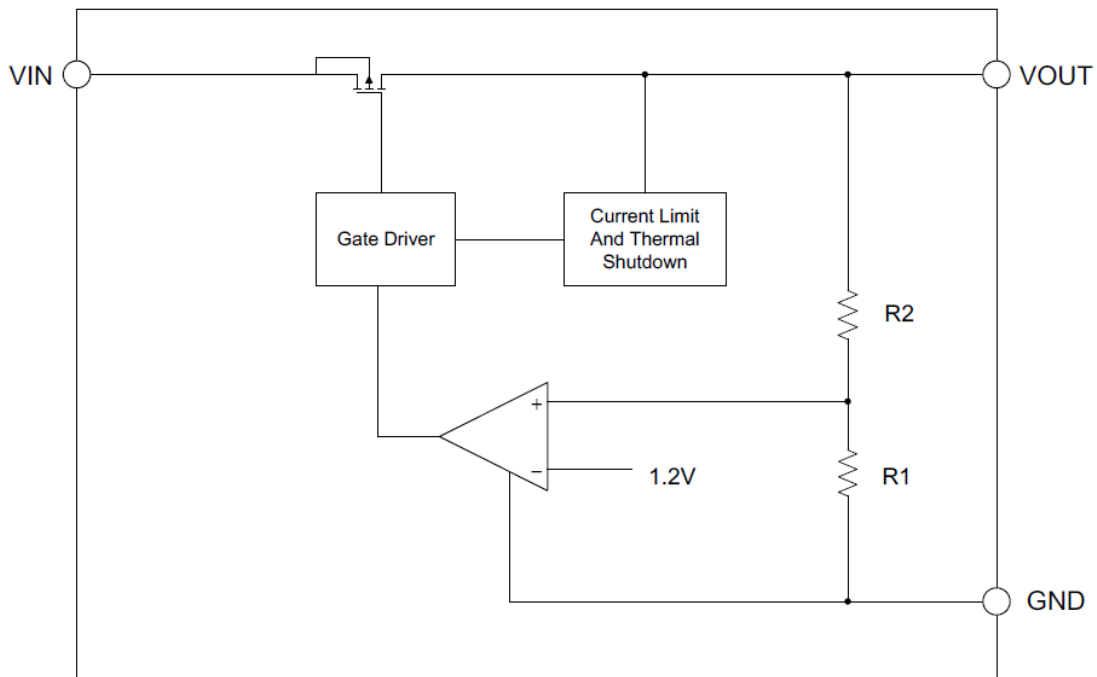 VIN
VOUT
Gate Driver
Current Limit
And Thermal
Shutdown
R2
+
−
1.2V
R1
GND